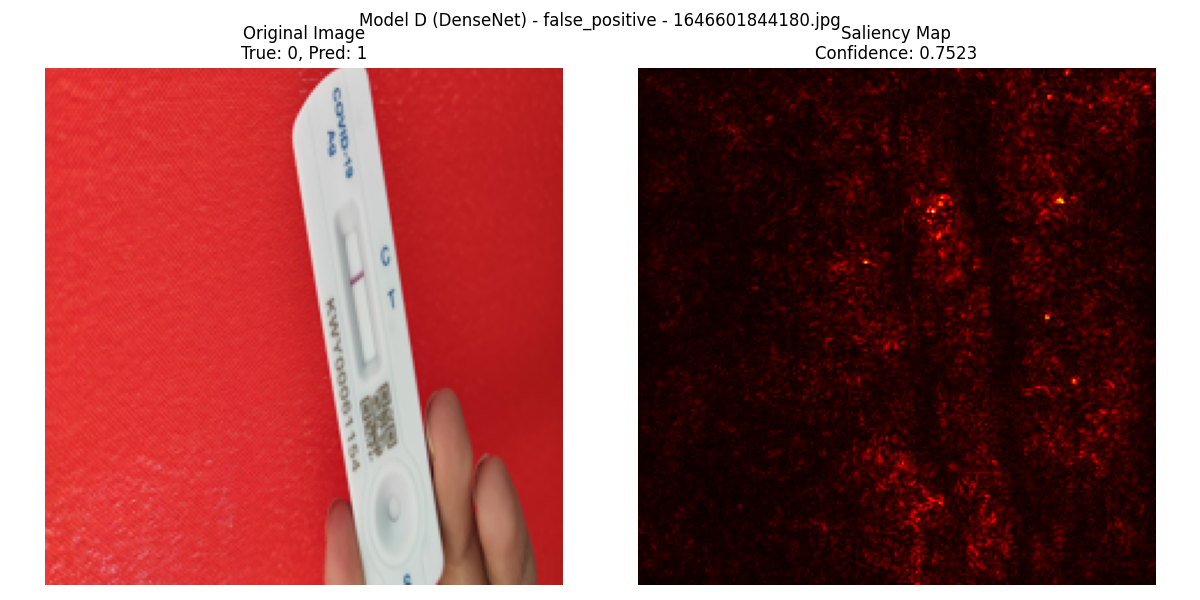 Model D (DenseNet) - false_positive - 1646601844180.jpg
Original Image
True: 0, Pred: 1
Saliency Map
Confidence: 0.7523
COVID-19
Ag
C
T
KWY00061154
S